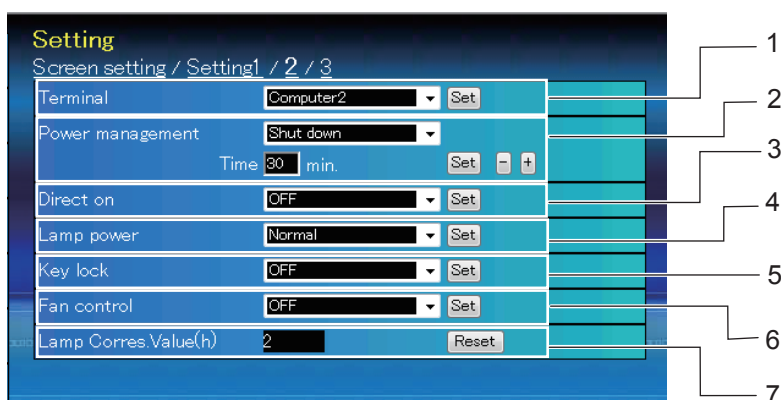 Setting
Screen setting / Setting1 / 2 / 3
Terminal Computer2 Set 1
Power management Shut down 2
Time 30 min. Set - + 3
Direct on OFF Set 4
Lamp power Normal Set
Key lock OFF Set 5
Fan control OFF Set 6
Lamp Corres.Value(h) 2 Reset 7